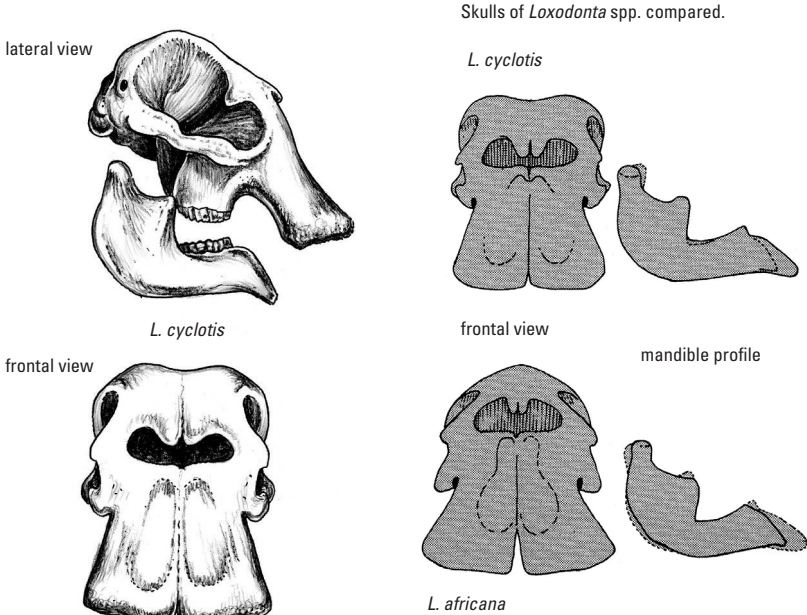 lateral view
L. cyclotis
frontal view
Skulls of Loxodonta spp. compared.
L. cyclotis
frontal view
mandible profile
L. africana